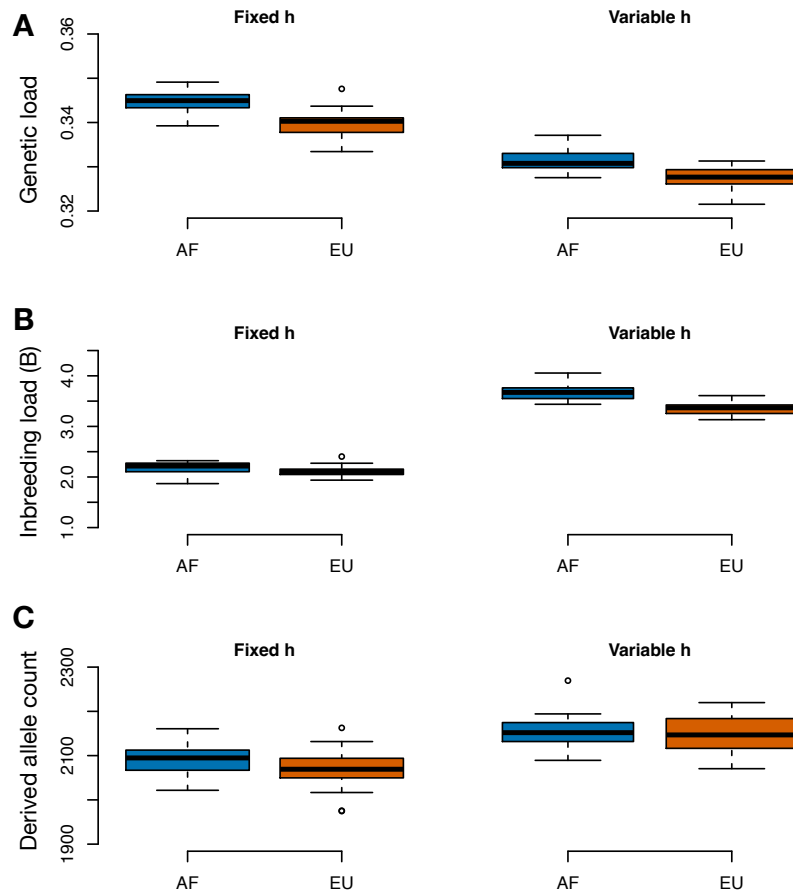 A
Fixed h
Variable h
Genetic load
0.36
0.34
0.32
AF
EU
AF
EU
B
Fixed h
Variable h
Inbreeding load (B)
4.0
3.0
2.0
1.0
AF
EU
AF
EU
C
Fixed h
Variable h
Derived allele count
2300
2100
1900
AF
EU
AF
EU